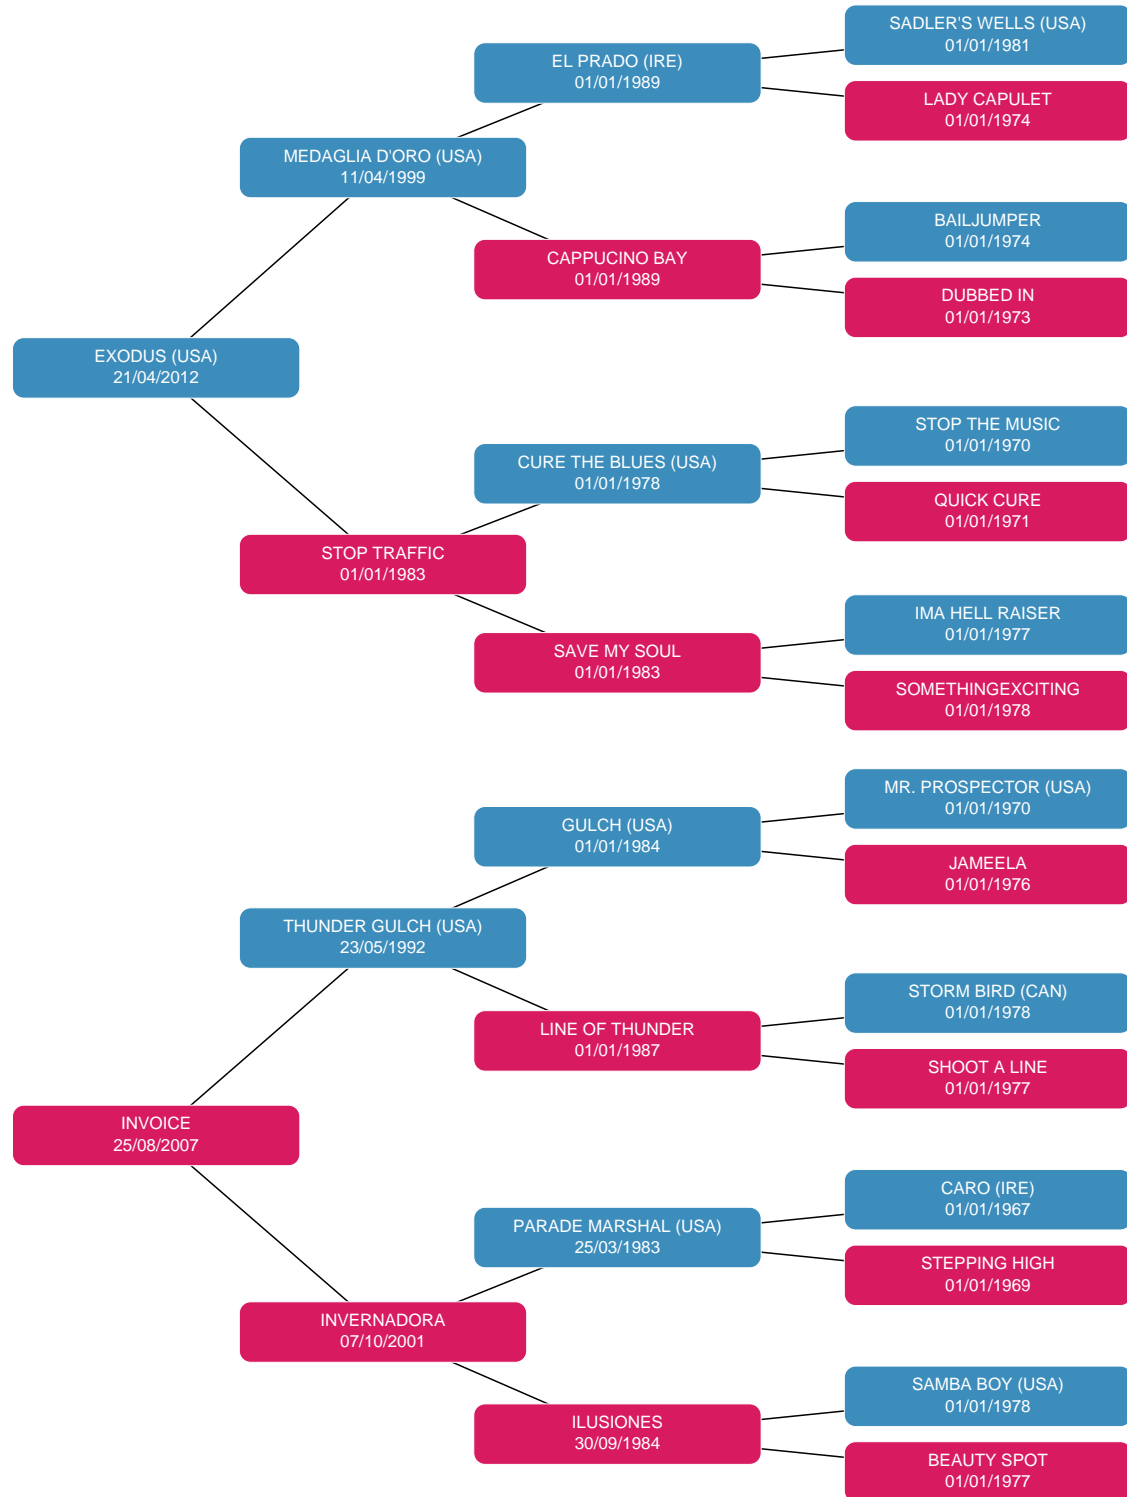 SADLER'S WELLS (USA)
01/01/1981
EL PRADO (IRE)
01/01/1989
LADY CAPULET
01/01/1974
MEDAGLIA D'ORO (USA)
11/04/1999
BAILJUMPER
01/01/1974
CAPPUCINO BAY
01/01/1989
DUBBED IN
01/01/1973
EXODUS (USA)
21/04/2012
STOP THE MUSIC
01/01/1970
CURE THE BLUES (USA)
01/01/1978
QUICK CURE
01/01/1971
STOP TRAFFIC
01/01/1983
IMA HELL RAISER
01/01/1977
SAVE MY SOUL
01/01/1983
SOMETHINGEXCITING
01/01/1978
MR. PROSPECTOR (USA)
01/01/1970
GULCH (USA)
01/01/1984
JAMEELA
01/01/1976
THUNDER GULCH (USA)
23/05/1992
STORM BIRD (CAN)
01/01/1978
LINE OF THUNDER
01/01/1987
SHOOT A LINE
01/01/1977
INVOICE
25/08/2007
CARO (IRE)
01/01/1967
PARADE MARSHAL (USA)
25/03/1983
STEPPING HIGH
01/01/1969
INVERNADORA
07/10/2001
SAMBA BOY (USA)
01/01/1978
ILUSIONES
30/09/1984
BEAUTY SPOT
01/01/1977